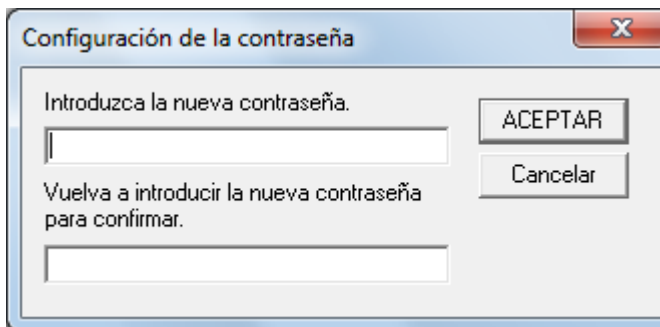 Configuración de la contraseña
Introduzca la nueva contraseña.
ACEPTAR
Cancelar
Vuelva a introducir la nueva contraseña
para confirmar.